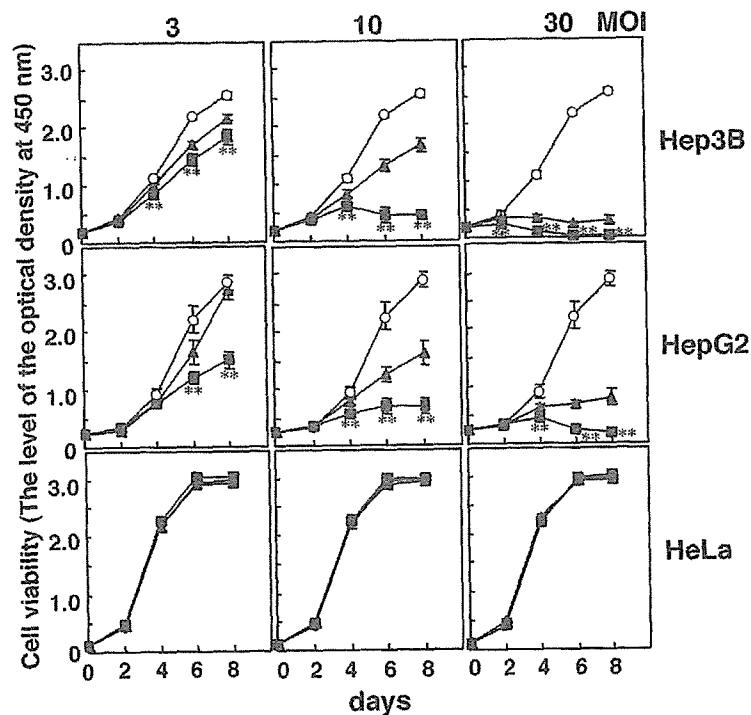 3 10 30 MOI
Cell viability (The level of the optical density at 450 nm)
3.0
2.0
1.0
0
** ** **
** ** **
** ** ** **
Hep3B
3.0
2.0
1.0
0
** **
** ** **
** ** **
HepG2
3.0
2.0
1.0
0 2 4 6 8 0 2 4 6 8 0 2 4 6 8
HeLa
days